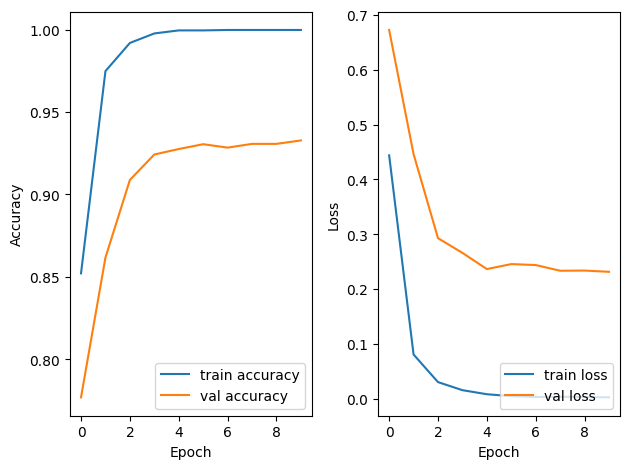 1.00
0.95
0.90
0.85
0.80
Accuracy
0 2 4 6 8
Epoch
train accuracy
val accuracy
0.7
0.6
0.5
0.4
0.3
0.2
0.1
0.0
Loss
0 2 4 6 8
Epoch
train loss
val loss